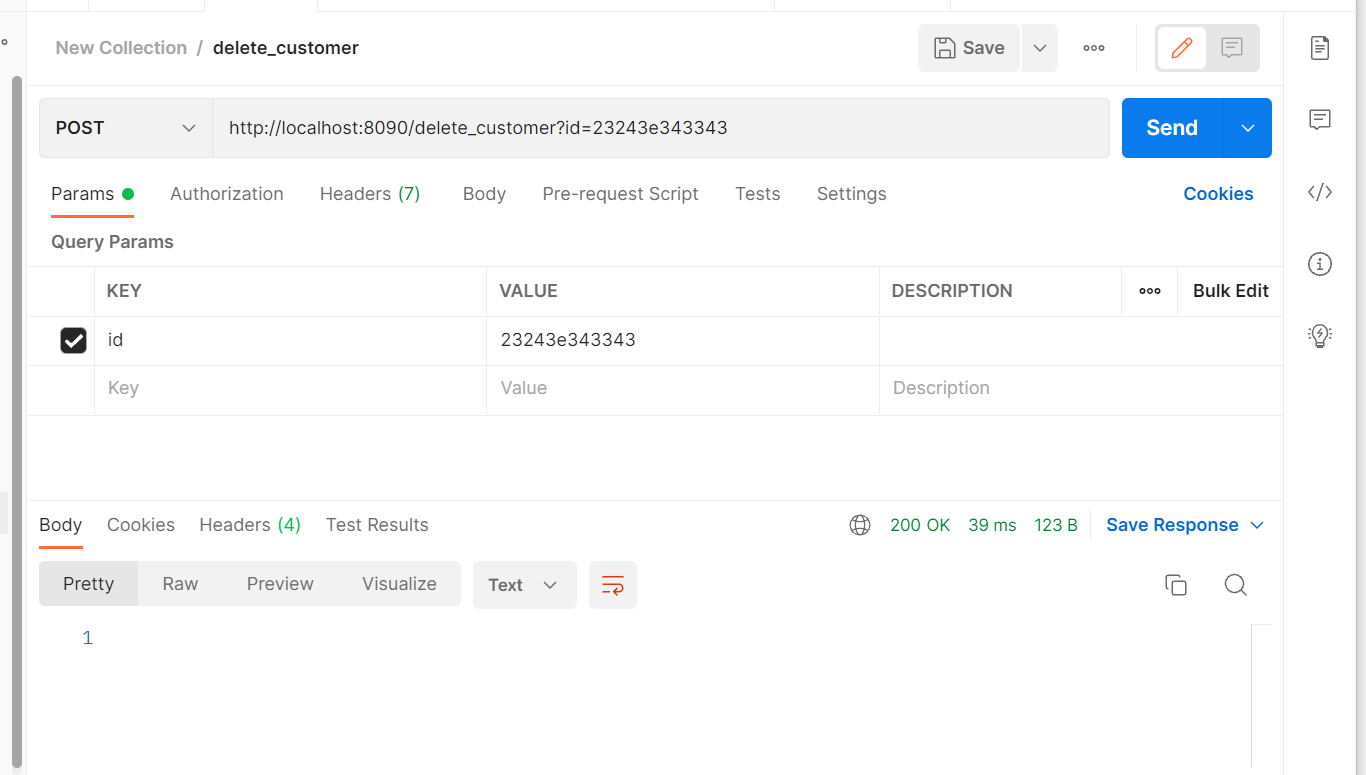 New Collection / delete_customer
Save
POST
http://localhost:8090/delete_customer?id=23243e343343
Send
Params Authorization Headers (7) Body Pre-request Script Tests Settings Cookies
Query Params
KEY VALUE DESCRIPTION ooo Bulk Edit
id 23243e343343
Key Value Description
Body Cookies Headers (4) Test Results 200 OK 39 ms 123 B Save Response
Pretty Raw Preview Visualize Text
1